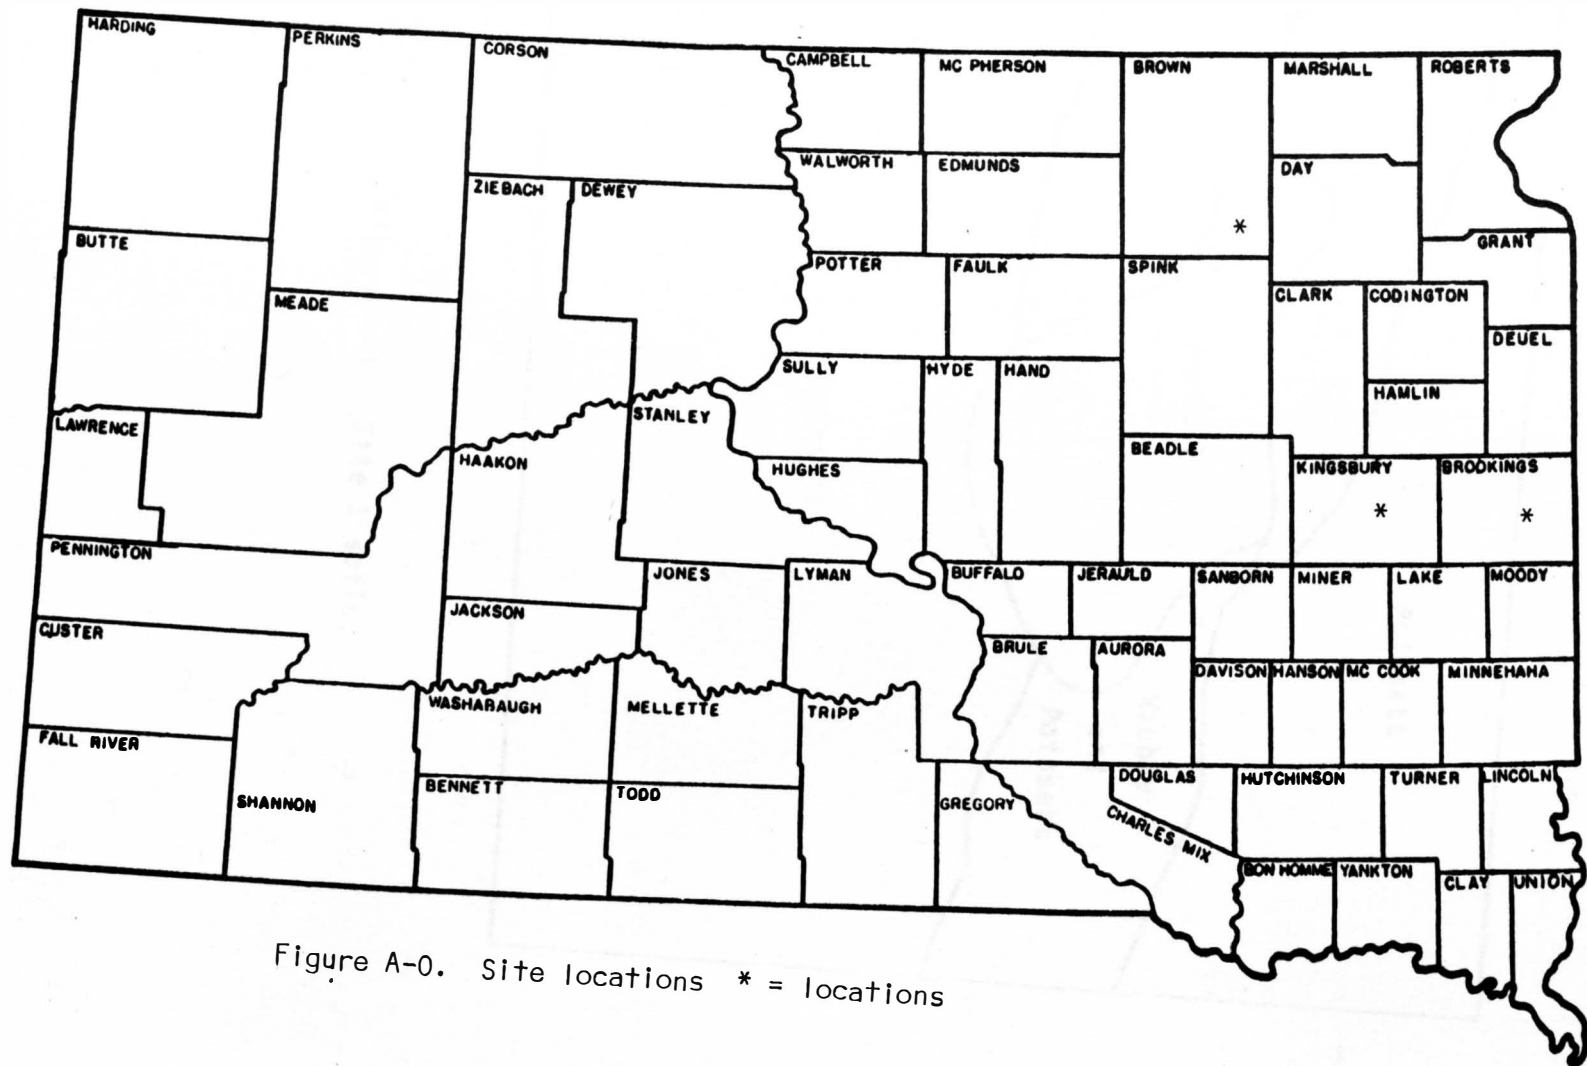 HARDING
PERKINS
CORSON
CAMPBELL
MC PHERSON
BROWN
MARSHALL
ROBERTS
WALWORTH
EDMUNDS
DAY
ZIEBACH
DEWEY
*
BUTTE
GRANT
POTTER
FAULK
SPINK
MEADE
CLARK
CODINGTON
DEUEL
SULLY
HYDE
HAND
HAMLIN
LAWRENCE
STANLEY
BEADLE
HAAKON
HUGHES
KINGSBURY
BROOKINGS
*
*
PENNINGTON
JONES
LYMAN
BUFFALO
JERAULD
SANBORN
MINER
LAKE
MOODY
JACKSON
CUSTER
BRULE
AURORA
DAVISON
HANSON
MC COOK
MINNEHAHA
WASHABAUGH
MELLETTE
TRIPP
FALL RIVER
SHANNON
BENNETT
TODD
GREGORY
DOUGLAS
HUTCHINSON
TURNER
LINCOLN
CHARLES MIX
BON HOMME
YANKTON
CLAY
UNION
Figure A-0. Site locations * = locations